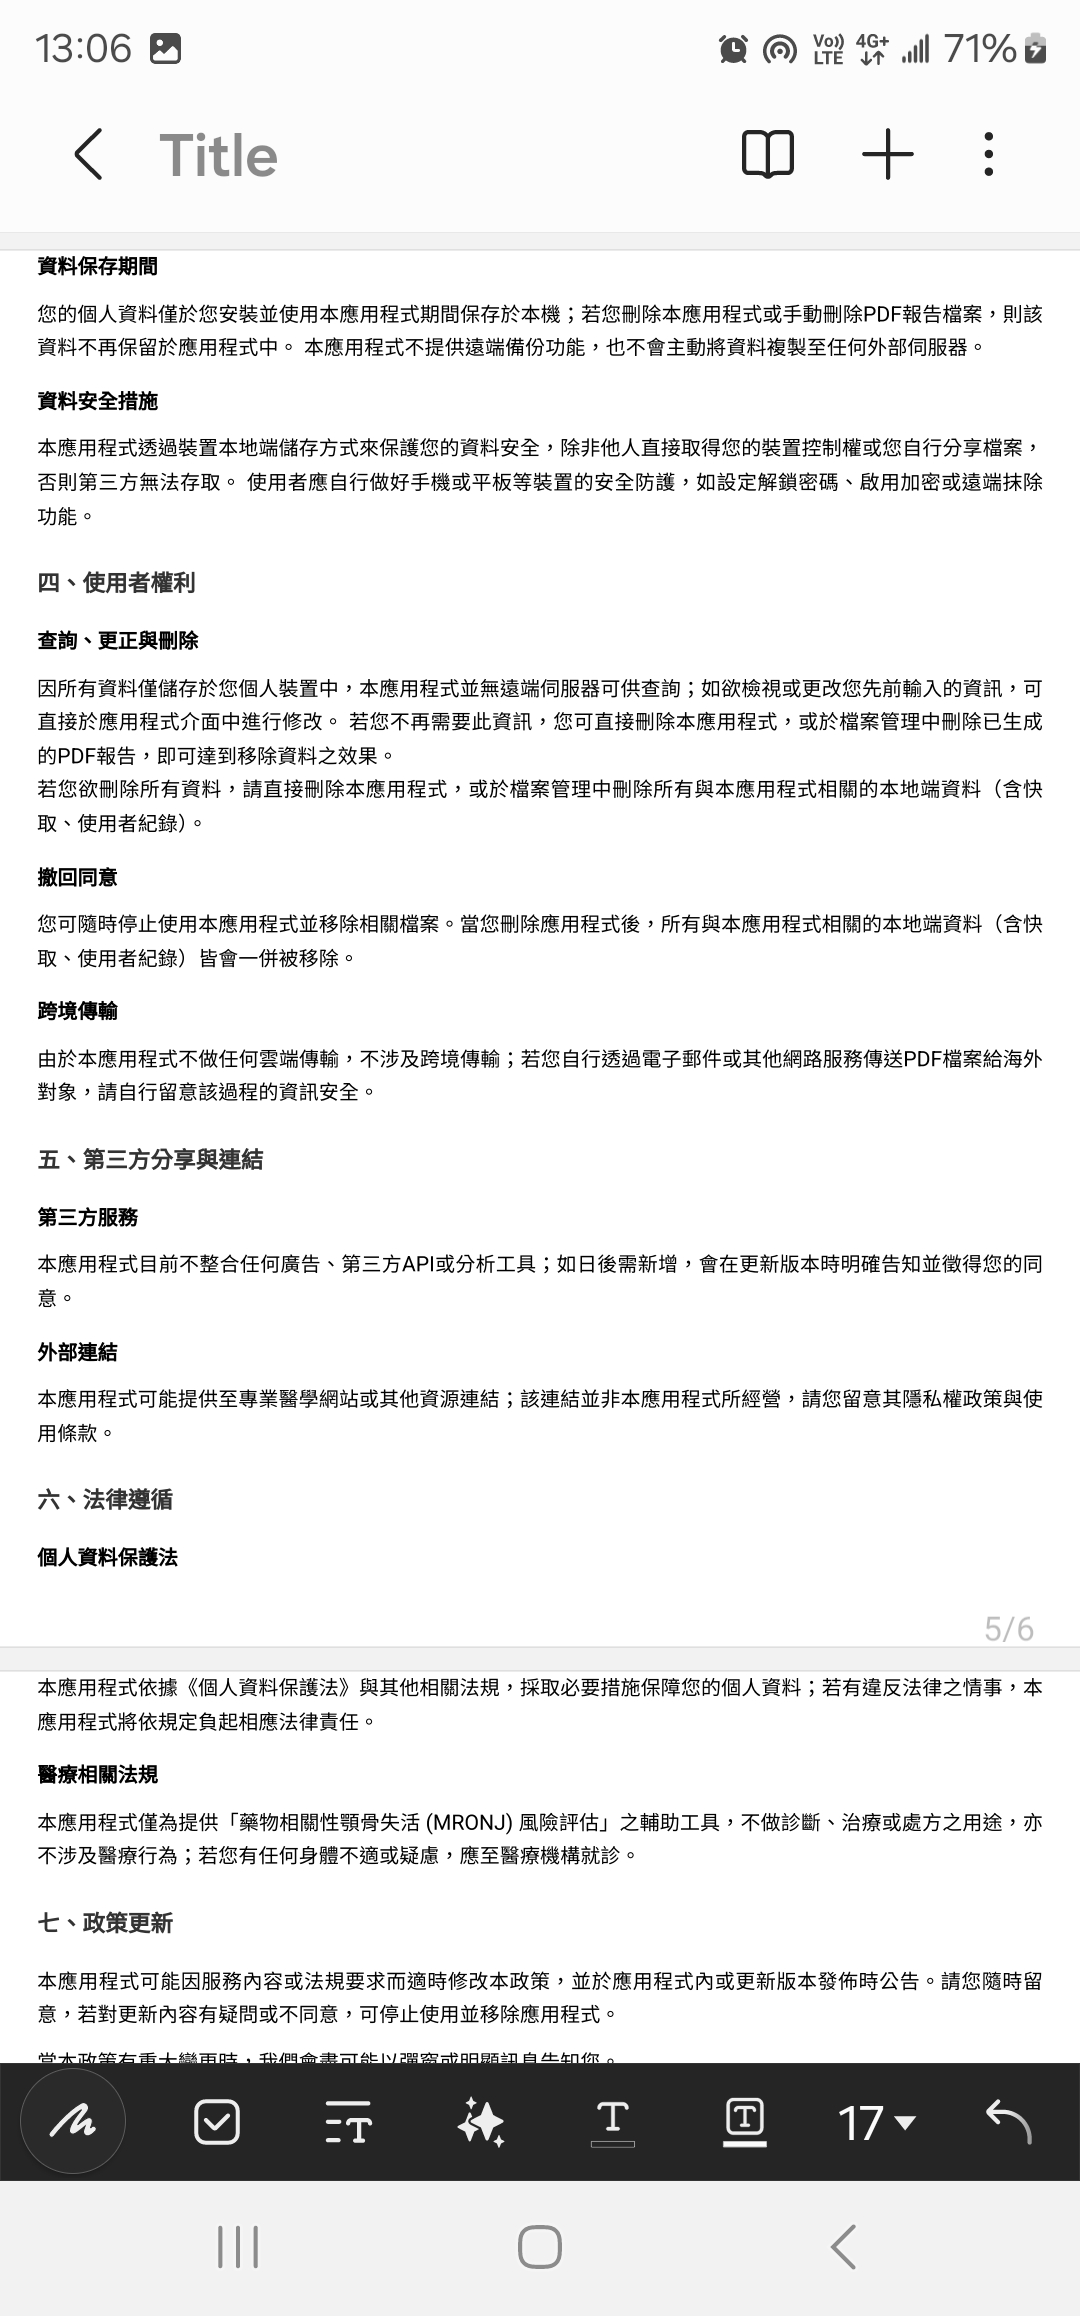 13:06
Vo)) LTE 4G+ 71%
Title
資料保存期間
您的個人資料僅於您安裝並使用本應用程式期間保存於本機；若您刪除本應用程式或手動刪除PDF報告檔案，則該
資料不再保留於應用程式中。 本應用程式不提供遠端備份功能，也不會主動將資料複製至任何外部伺服器。
資料安全措施
本應用程式透過裝置本地端儲存方式來保護您的資料安全，除非他人直接取得您的裝置控制權或您自行分享檔案，
否則第三方無法存取。 使用者應自行做好手機或平板等裝置的安全防護，如設定解鎖密碼、啟用加密或遠端抹除
功能。
四、使用者權利
查詢、更正與刪除
因所有資料僅儲存於您個人裝置中，本應用程式並無遠端伺服器可供查詢；如欲檢視或更改您先前輸入的資訊，可
直接於應用程式介面中進行修改。 若您不再需要此資訊，您可直接刪除本應用程式，或於檔案管理中刪除已生成
的PDF報告，即可達到移除資料之效果。
若您欲刪除所有資料，請直接刪除本應用程式，或於檔案管理中刪除所有與本應用程式相關的本地端資料（含快
取、使用者紀錄）。
撤回同意
您可隨時停止使用本應用程式並移除相關檔案。當您刪除應用程式後，所有與本應用程式相關的本地端資料（含快
取、使用者紀錄）皆會一併被移除。
跨境傳輸
由於本應用程式不做任何雲端傳輸，不涉及跨境傳輸；若您自行透過電子郵件或其他網路服務傳送PDF檔案給海外
對象，請自行留意該過程的資訊安全。
五、第三方分享與連結
第三方服務
本應用程式目前不整合任何廣告、第三方API或分析工具；如日後需新增，會在更新版本時明確告知並徵得您的同
意。
外部連結
本應用程式可能提供至專業醫學網站或其他資源連結；該連結並非本應用程式所經營，請您留意其隱私權政策與使
用條款。
六、法律遵循
個人資料保護法
5/6
本應用程式依據《個人資料保護法》與其他相關法規，採取必要措施保障您的個人資料；若有違反法律之情事，本
應用程式將依規定負起相應法律責任。
醫療相關法規
本應用程式僅為提供「藥物相關性顎骨失活 (MRONJ) 風險評估」之輔助工具，不做診斷、治療或處方之用途，亦
不涉及醫療行為；若您有任何身體不適或疑慮，應至醫療機構就診。
七、政策更新
本應用程式可能因服務內容或法規要求而適時修改本政策，並於應用程式內或更新版本發佈時公告。請您隨時留
意，若對更新內容有疑問或不同意，可停止使用並移除應用程式。
當本政策有重大變更時，我們會盡可能以彈窗或明顯訊息告知您。
17